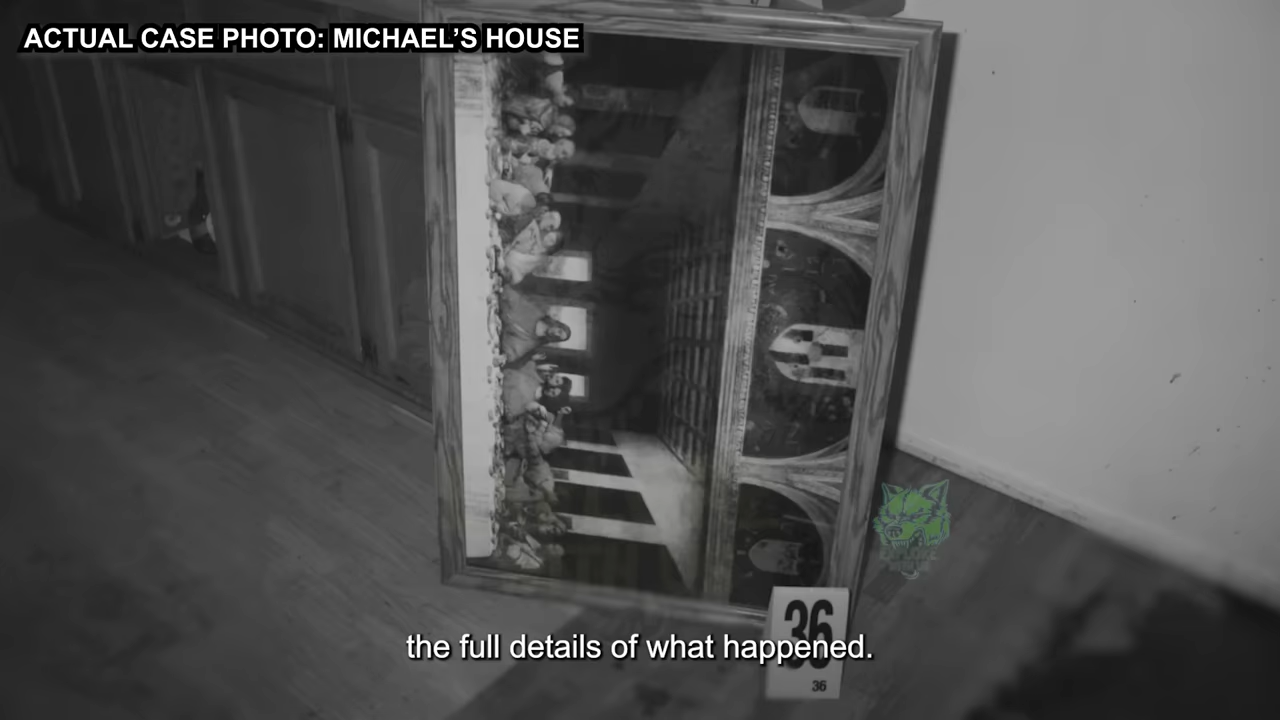 ACTUAL CASE PHOTO: MICHAEL'S HOUSE
the full details of what happened.
36
36